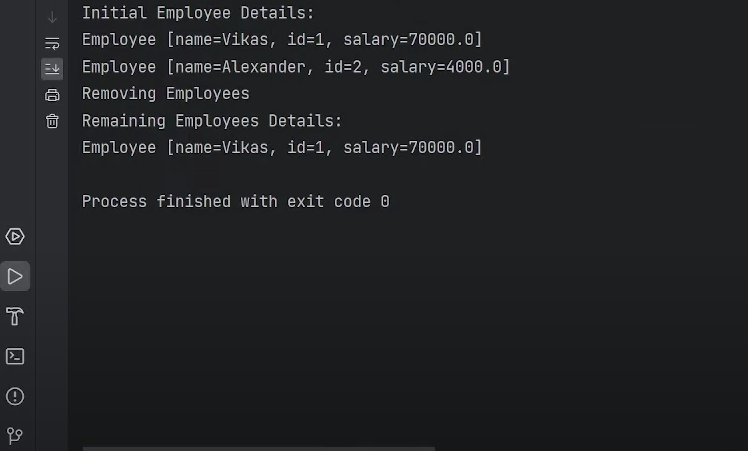 Initial Employee Details:
Employee [name=Vikas, id=1, salary=70000.0]
Employee [name=Alexander, id=2, salary=4000.0]
Removing Employees
Remaining Employees Details:
Employee [name=Vikas, id=1, salary=70000.0]
Process finished with exit code 0